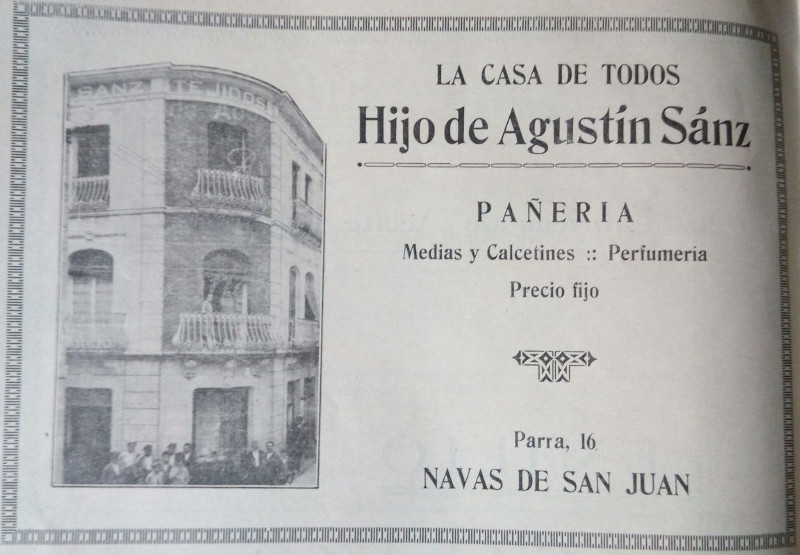 SANZ TEJIDOS
LA CASA DE TODOS
Hijo de Agustín Sánz
PAÑERIA
Medias y Calcetines :: Perfumería
Precio fijo
Parra, 16
NAVAS DE SAN JUAN